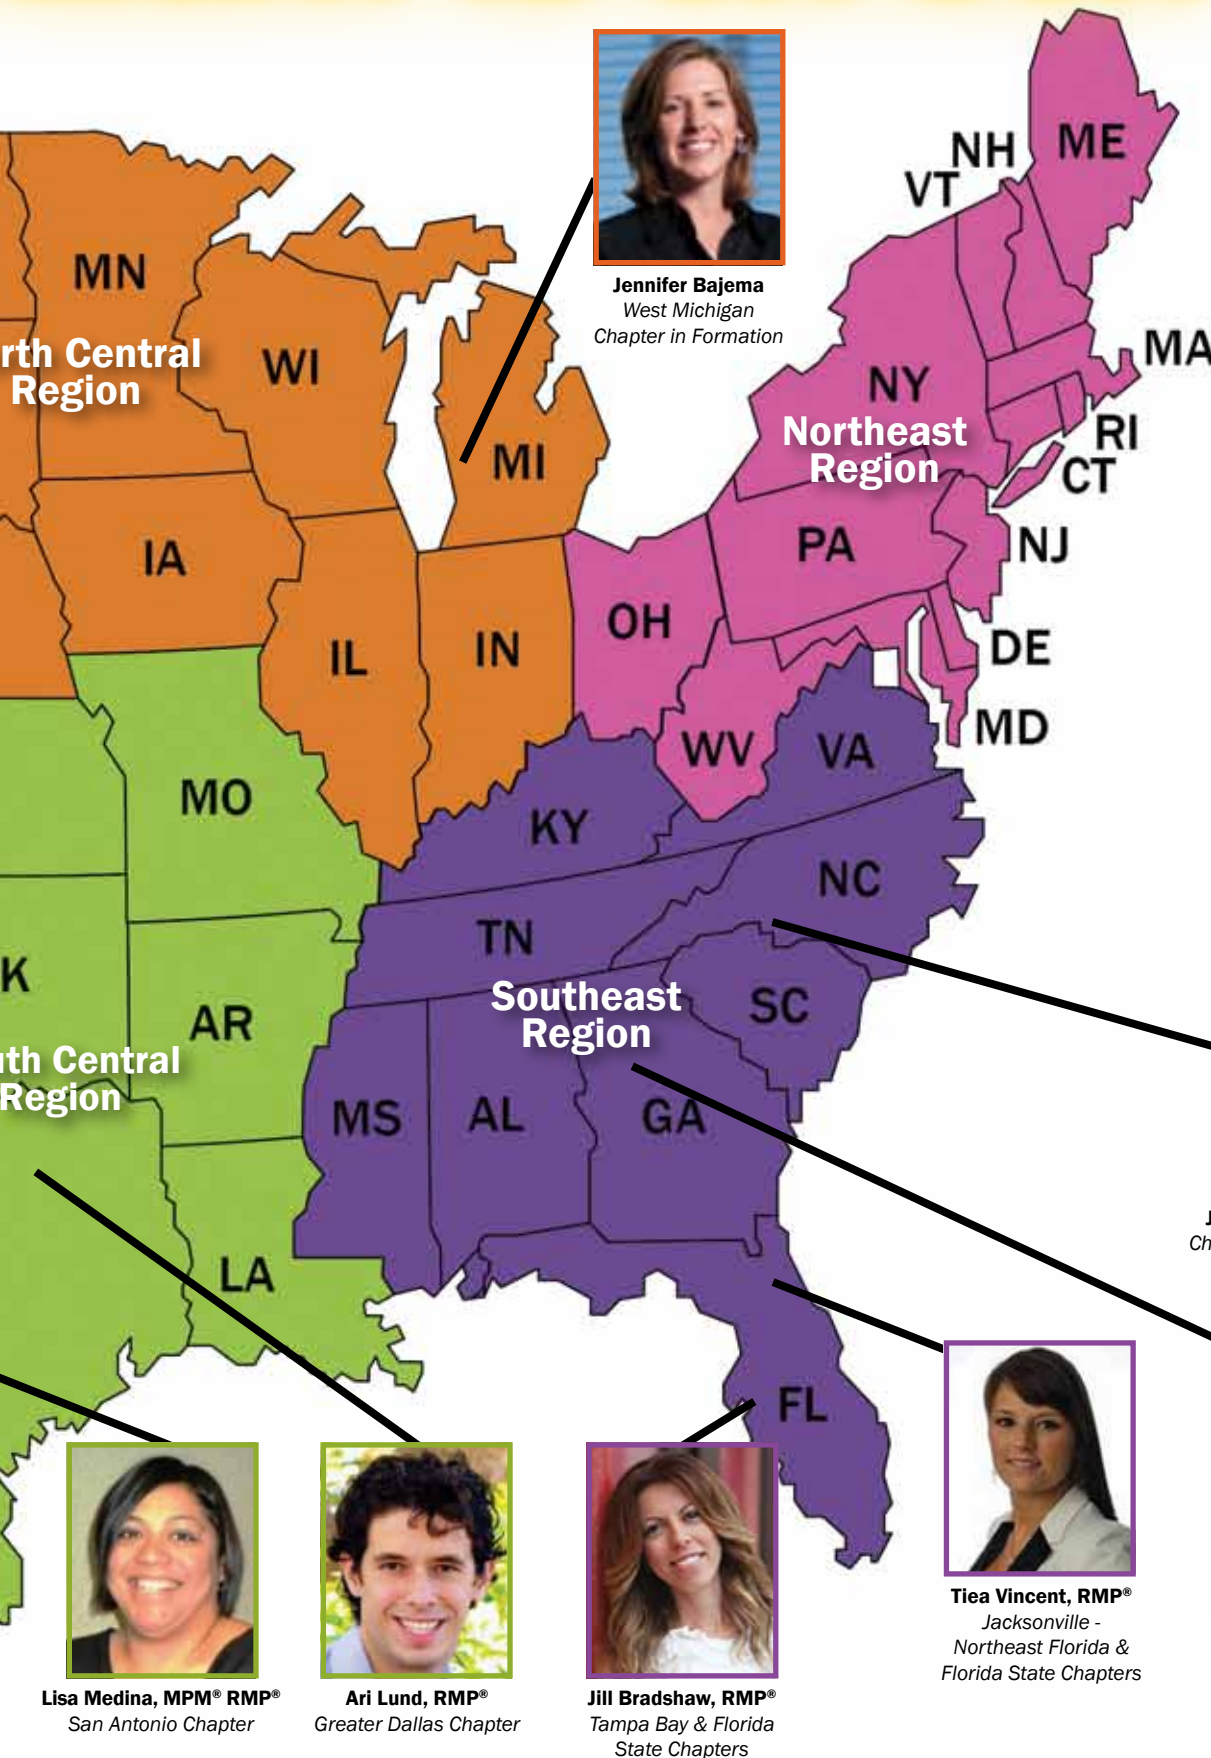 Jennifer Bajema
West Michigan
Chapter in Formation
ME
NH
VT
MN
rth Central
Region
WI
MI
NY
MA
Northeast
Region
RI
CT
IA
PA
NJ
IL
IN
OH
DE
MD
WV
VA
MO
KY
NC
TN
K
AR
Southeast
Region
SC
uth Central
Region
MS
AL
GA
LA
J
Ch
FL
Tiea Vincent, RMP®
Jacksonville -
Northeast Florida &
Florida State Chapters
Lisa Medina, MPM® RMP®
San Antonio Chapter
Ari Lund, RMP®
Greater Dallas Chapter
Jill Bradshaw, RMP®
Tampa Bay & Florida
State Chapters